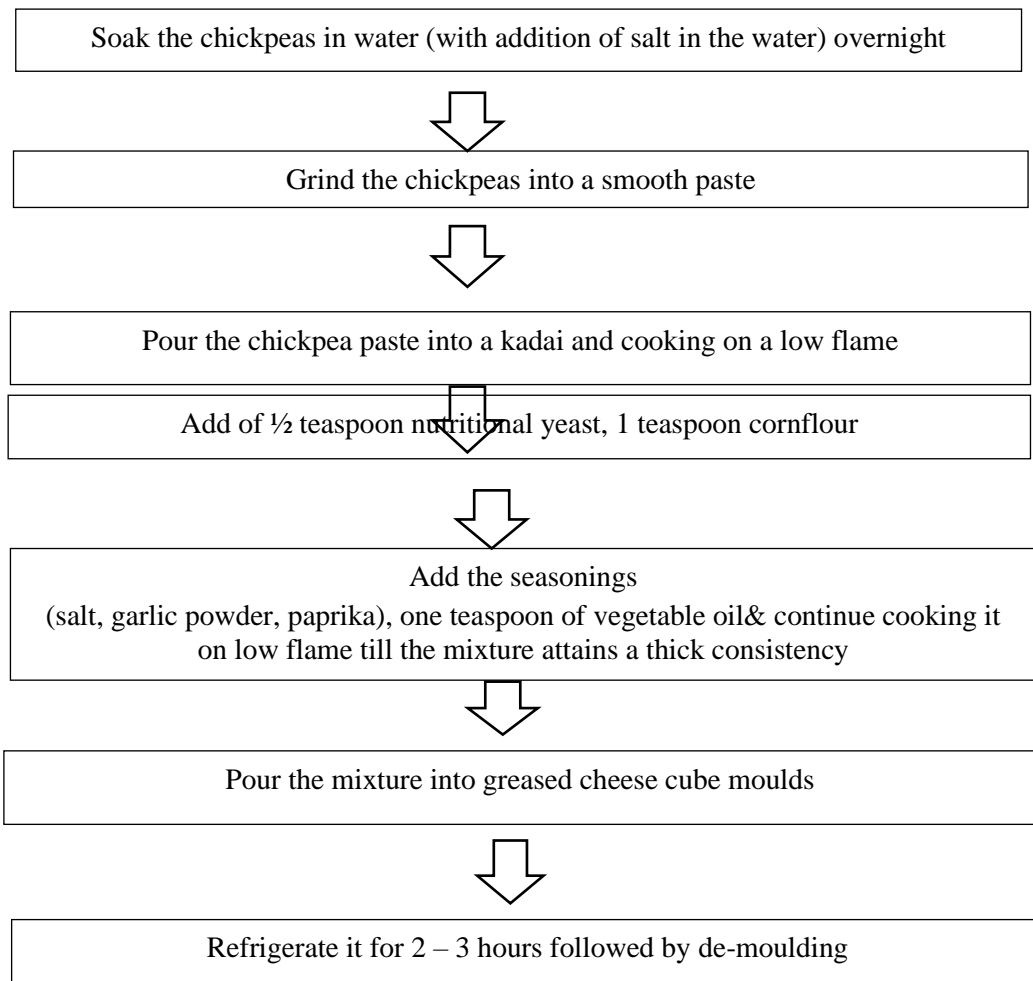 Soak the chickpeas in water (with addition of salt in the water) overnight
Grind the chickpeas into a smooth paste
Pour the chickpea paste into a kadai and cooking on a low flame
Add of ½ teaspoon nutritional yeast, 1 teaspoon cornflour
Add the seasonings
(salt, garlic powder, paprika), one teaspoon of vegetable oil& continue cooking it
on low flame till the mixture attains a thick consistency
Pour the mixture into greased cheese cube moulds
Refrigerate it for 2 – 3 hours followed by de-moulding